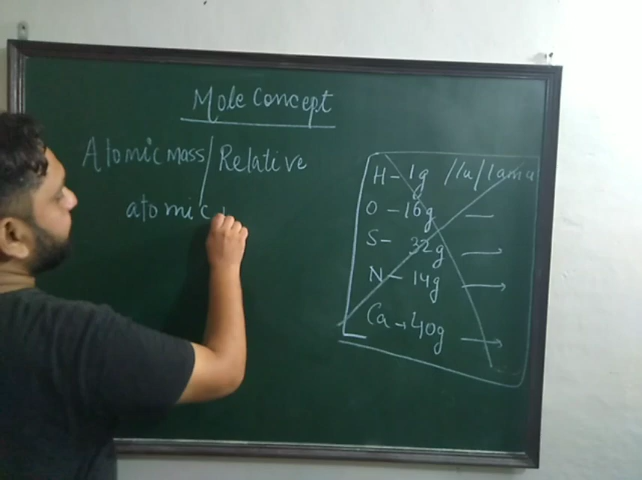 Mole Concept
Atomic mass/Relative
atomic
H-1g /1u/1amu
O-16g
S- 32g
N-14g
Ca→40g